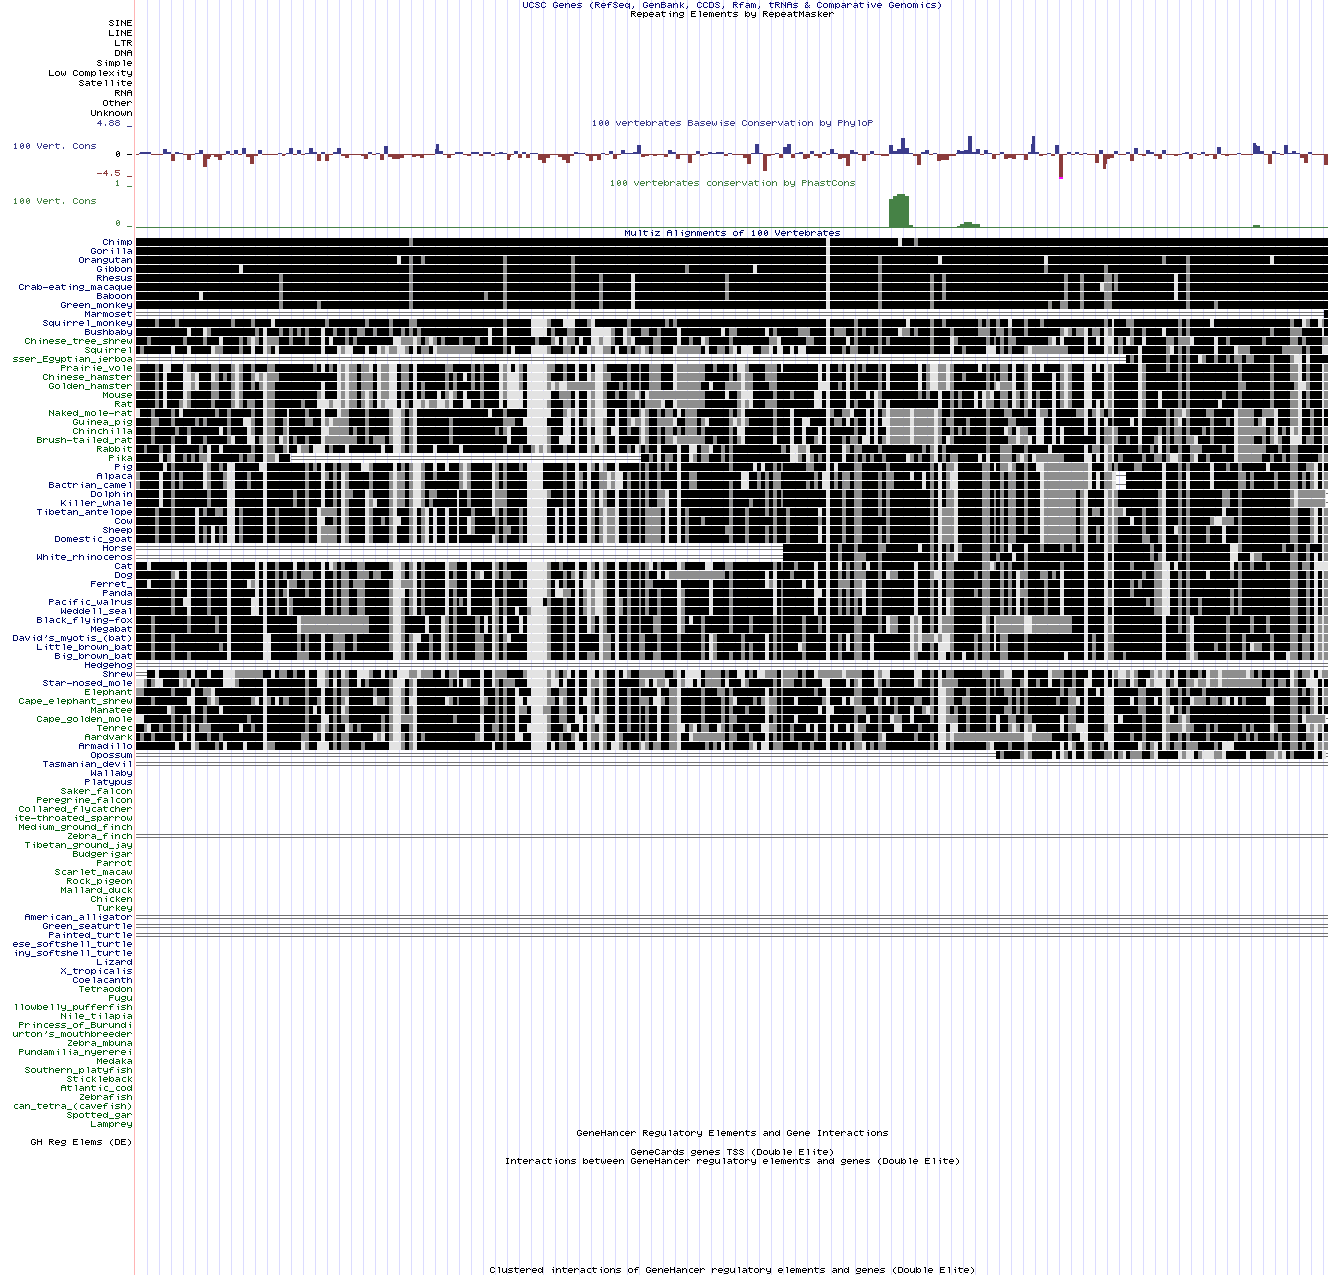 UCSC Genes (RefSeq, GenBank, CCDS, Rfam, tRNAs & Comparative Genomics)
Repeating Elements by RepeatMasker
SINE
LINE
LTR
DNA
Simple
Low Complexity
Satellite
RNA
Other
Unknown
4.88 _
100 vertebrates Basewise Conservation by PhyloP
100 Vert. Cons
0 -
-4.5 _
100 vertebrates conservation by PhastCons
1 _
100 Vert. Cons
0 _
Multiz Alignments of 100 Vertebrates
Chimp
Gorilla
Orangutan
Gibbon
Rhesus
Crab-eating_macaque
Baboon
Green_monkey
Marmoset
Squirrel_monkey
Bushbaby
Chinese_tree_shrew
Squirrel
sser_Egyptian_jerboa
Prairie_vole
Chinese_hamster
Golden_hamster
Mouse
Rat
Naked_mole-rat
Guinea_pig
Chinchilla
Brush-tailed_rat
Rabbit
Pika
Pig
Alpaca
Bactrian_camel
Dolphin
Killer_whale
Tibetan_antelope
Cow
Sheep
Domestic_goat
Horse
White_rhinoceros
Cat
Dog
Ferret_
Panda
Pacific_walrus
Weddell_seal
Black_flying-fox
Megabat
David's_myotis_(bat)
Little_brown_bat
Big_brown_bat
Hedgehog
Shrew
Star-nosed_mole
Elephant
Cape_elephant_shrew
Manatee
Cape_golden_mole
Tenrec
Aardvark
Armadillo
Opossum
Tasmanian_devil
Wallaby
Platypus
Saker_falcon
Peregrine_falcon
Collared_flycatcher
ite-throated_sparrow
Medium_ground_finch
Zebra_finch
Tibetan_ground_jay
Budgerigar
Parrot
Scarlet_macaw
Rock_pigeon
Mallard_duck
Chicken
Turkey
American_alligator
Green_seaturtle
Painted_turtle
ese_softshell_turtle
iny_softshell_turtle
Lizard
X_tropicalis
Coelacanth
Tetraodon
Fugu
llowbelly_pufferfish
Nile_tilapia
Princess_of_Burundi
urton's_mouthbreeder
Zebra_mbuna
Pundamilia_nyererei
Medaka
Southern_platyfish
Stickleback
Atlantic_cod
Zebrafish
can_tetra_(cavefish)
Spotted_gar
Lamprey
GeneHancer Regulatory Elements and Gene Interactions
GH Reg Elems (DE)
GeneCards genes TSS (Double Elite)
Interactions between GeneHancer regulatory elements and genes (Double Elite)
Clustered interactions of GeneHancer regulatory elements and genes (Double Elite)